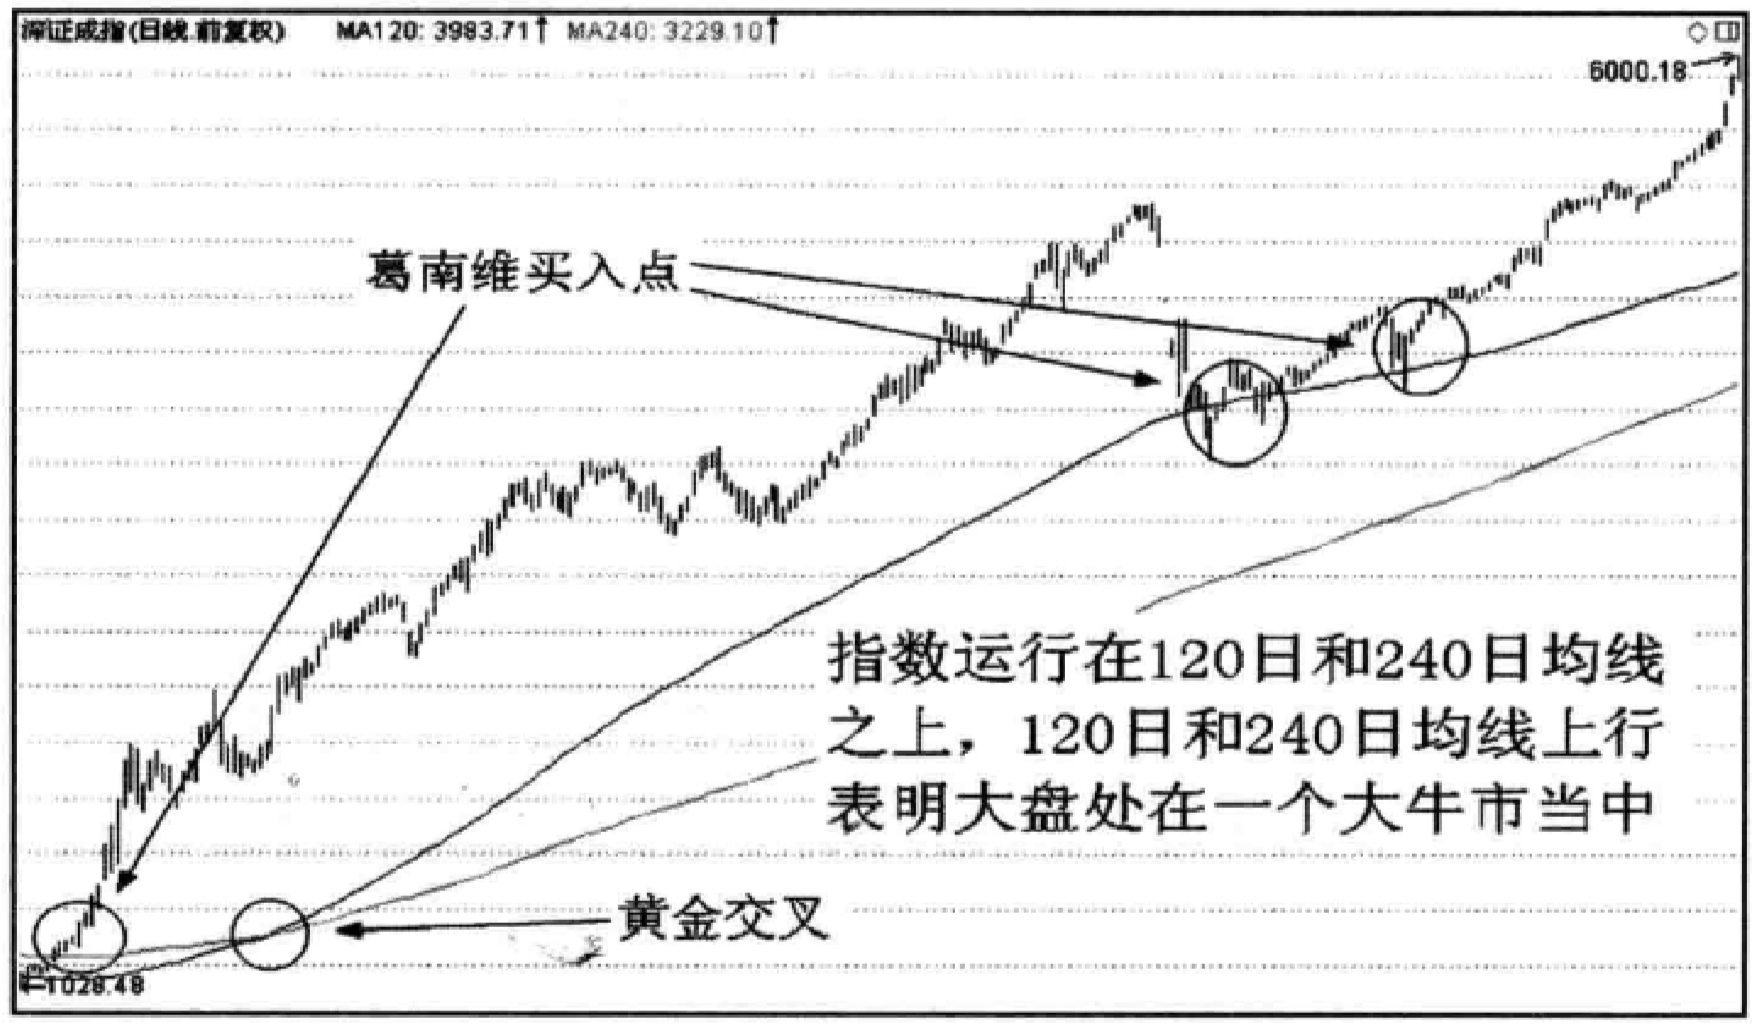 深证成指(日线.前复权) MA120: 3983.71↑ MA240: 3229.10↑
6000.18
葛南维买入点
指数运行在120日和240日均线
之上，120日和240日均线上行
表明大盘处在一个大牛市当中
黄金交叉
1028.48